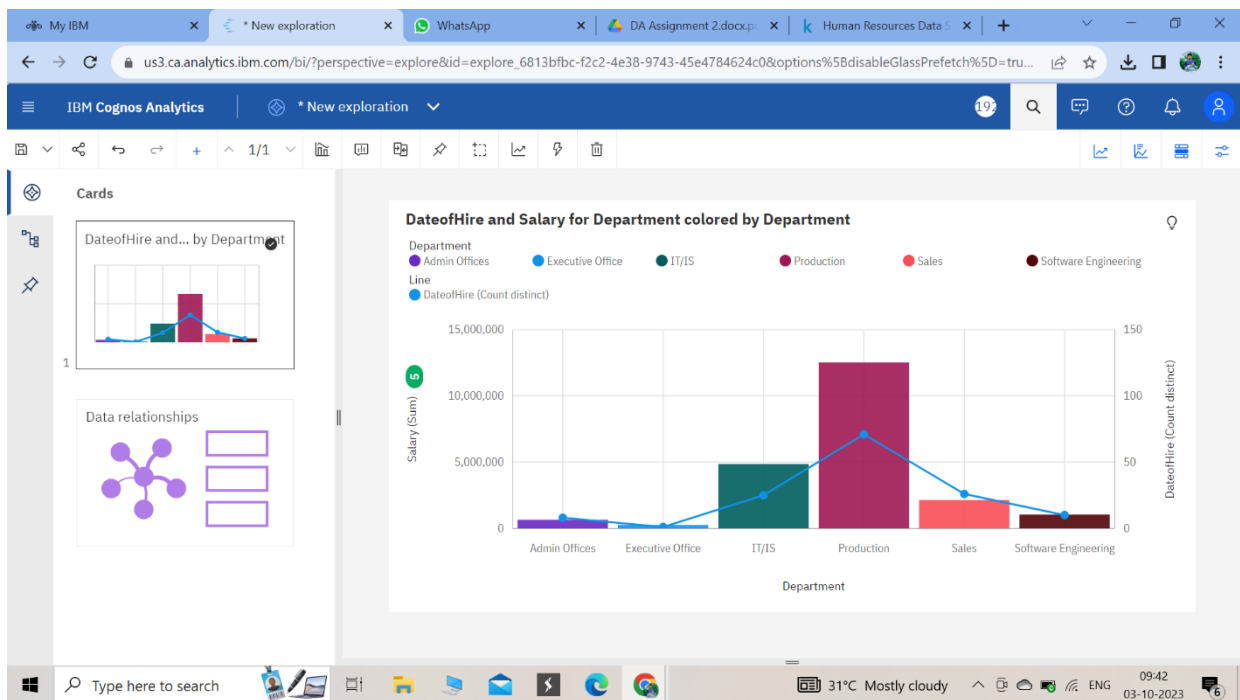 My IBM
* New exploration
WhatsApp
DA Assignment 2.docx.p
Human Resources Data S
us3.ca.analytics.ibm.com/bi/?perspective=explore&id=explore_6813bfbc-f2c2-4e38-9743-45e4784624c0&options%5BdisableGlassPrefetch%5D=tru...
IBM Cognos Analytics
* New exploration
192
1/1
Cards
DateofHire and... by Department
1
Data relationships
DateofHire and Salary for Department colored by Department
Department
Admin Offices Executive Office IT/IS Production Sales Software Engineering
Line
DateofHire (Count distinct)
15,000,000
10,000,000
5,000,000
0
Salary (Sum)
5
150
100
50
0
DateofHire (Count distinct)
Admin Offices Executive Office IT/IS Production Sales Software Engineering
Department
Type here to search
31°C Mostly cloudy
ENG
09:42
03-10-2023
6